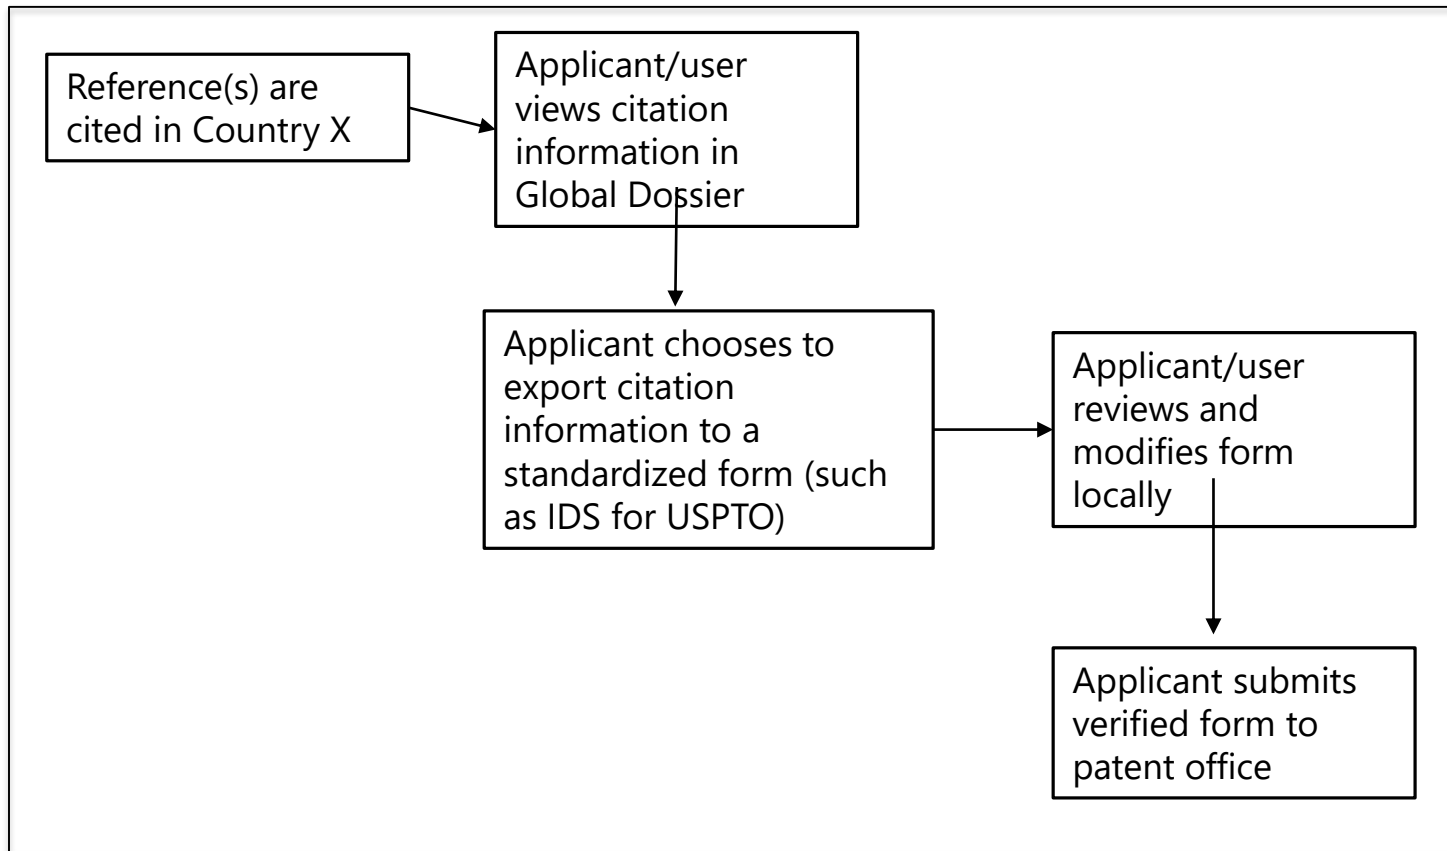 Reference(s) are
cited in Country X
Applicant/user
views citation
information in
Global Dossier
Applicant chooses to
export citation
information to a
standardized form (such
as IDS for USPTO)
Applicant/user
reviews and
modifies form
locally
Applicant submits
verified form to
patent office